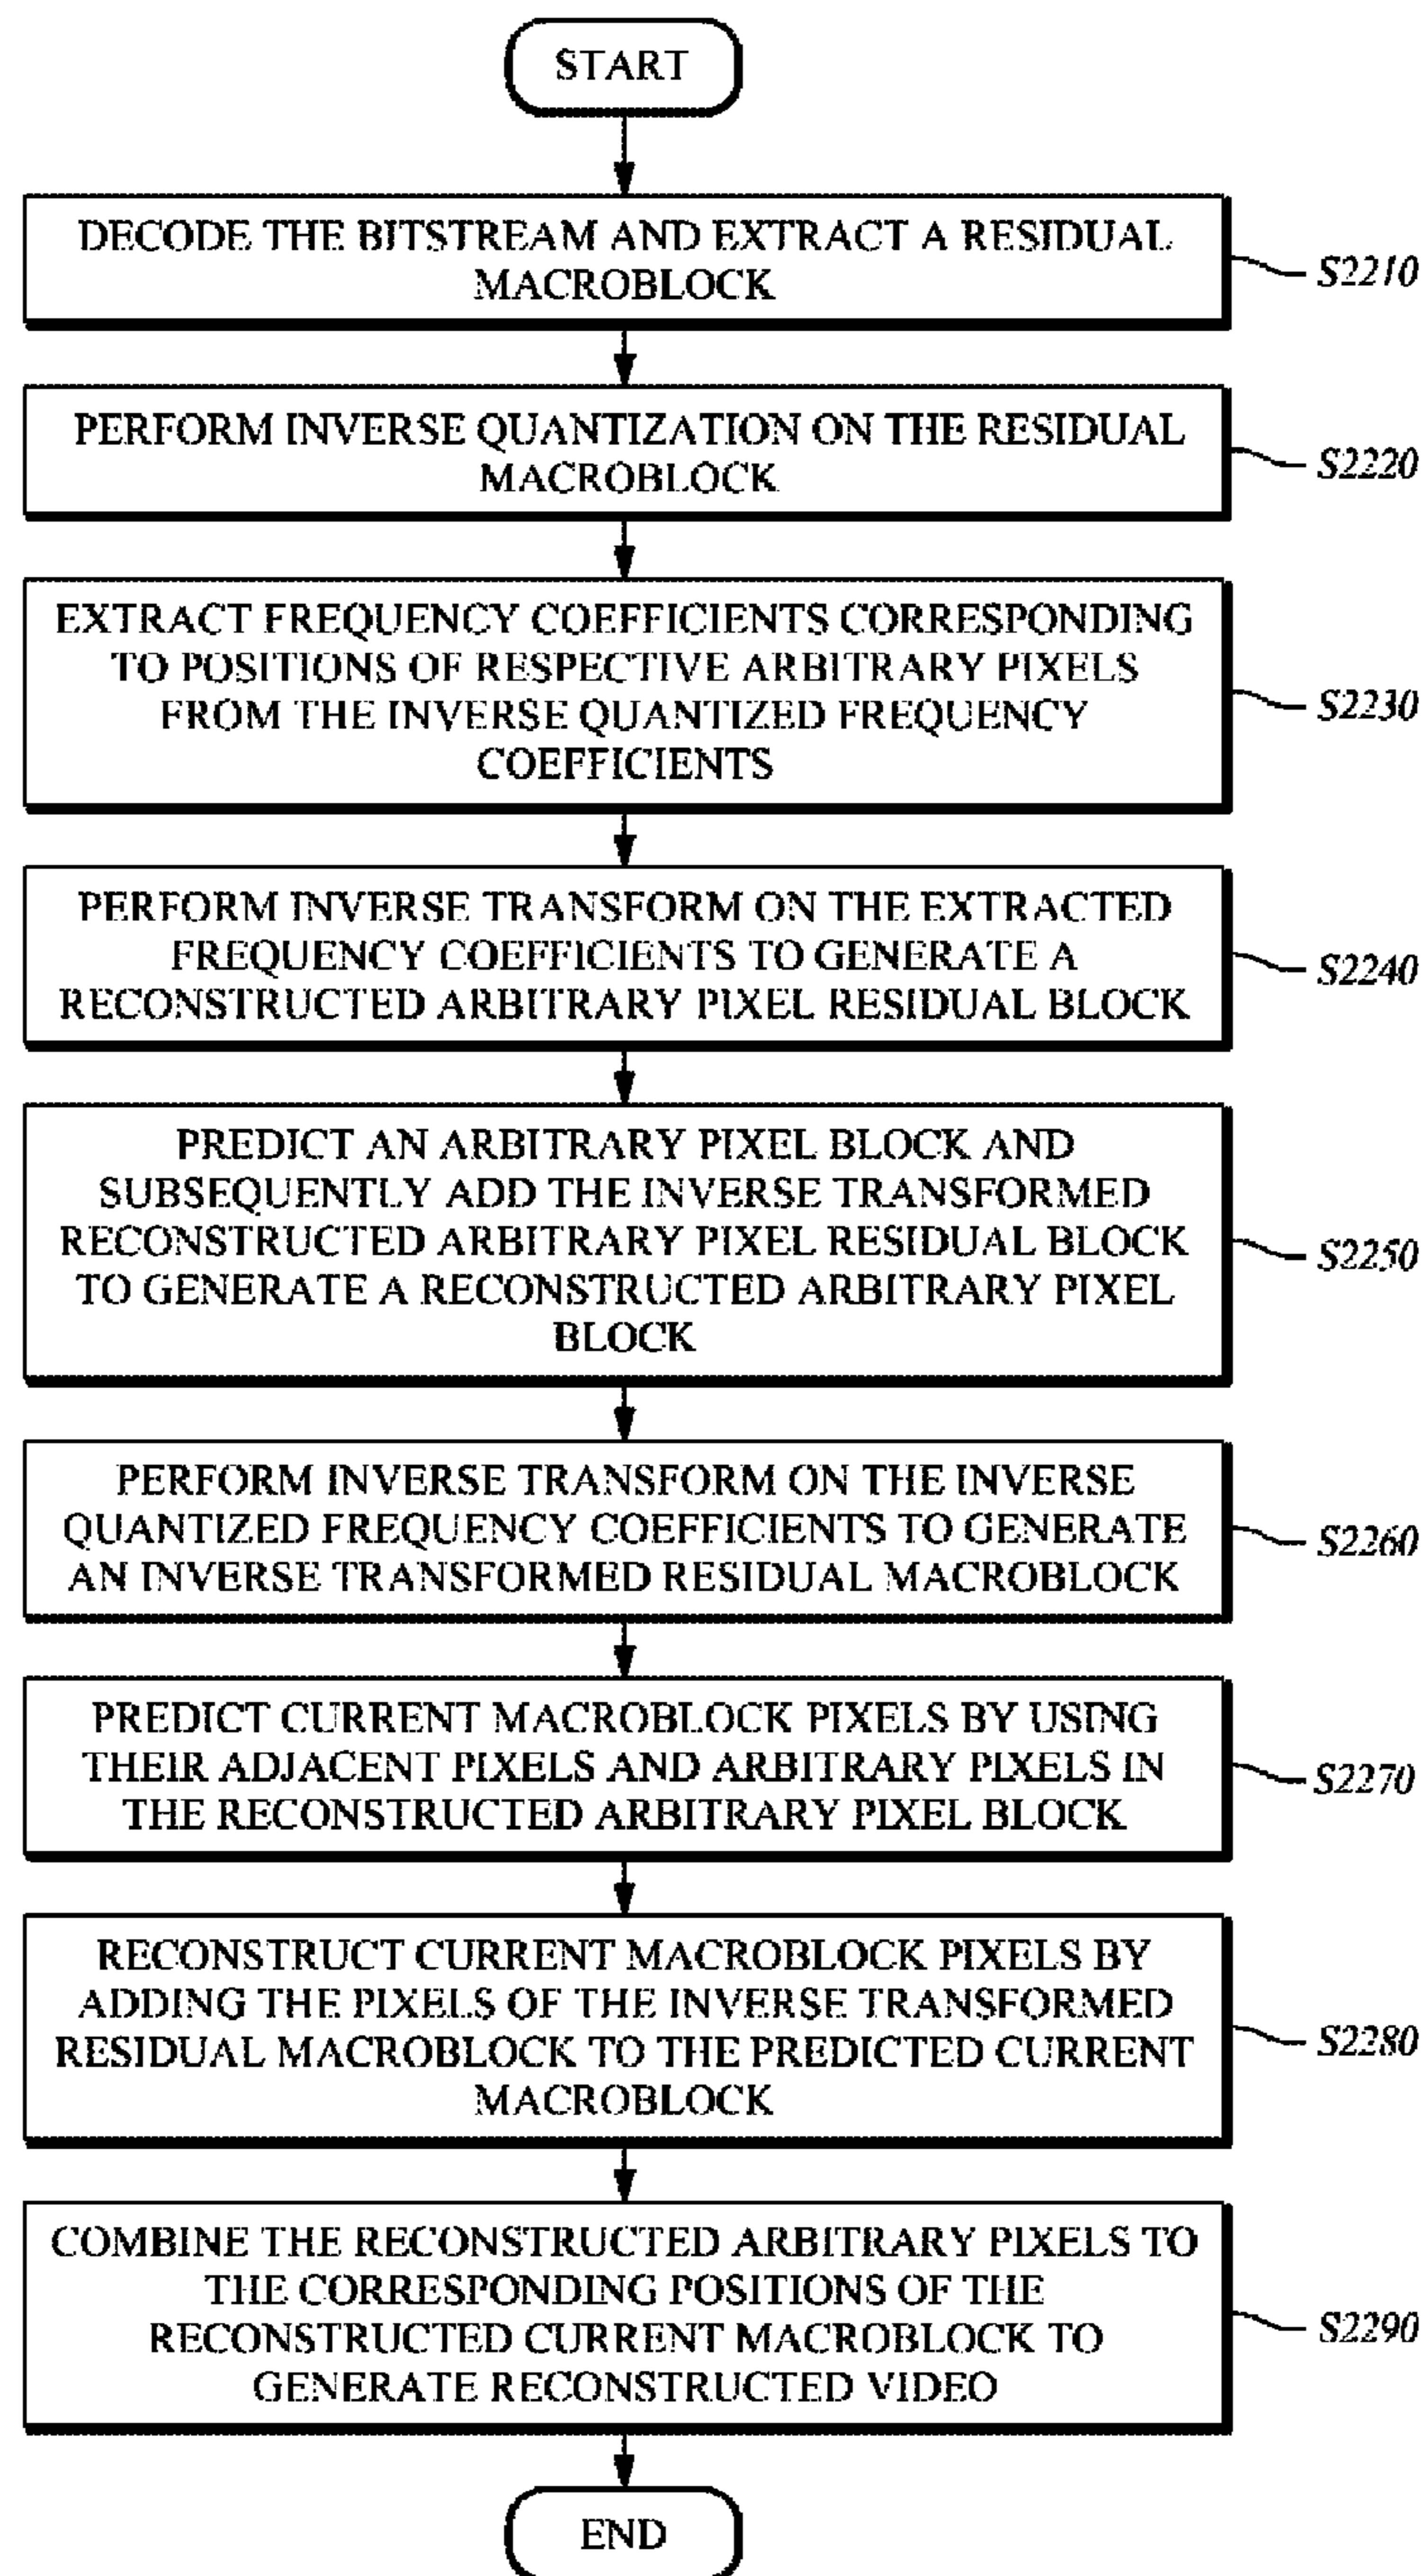 START
DECODE THE BITSTREAM AND EXTRACT A RESIDUAL
MACROBLOCK
S2210
PERFORM INVERSE QUANTIZATION ON THE RESIDUAL
MACROBLOCK
S2220
EXTRACT FREQUENCY COEFFICIENTS CORRESPONDING
TO POSITIONS OF RESPECTIVE ARBITRARY PIXELS
FROM THE INVERSE QUANTIZED FREQUENCY
COEFFICIENTS
S2230
PERFORM INVERSE TRANSFORM ON THE EXTRACTED
FREQUENCY COEFFICIENTS TO GENERATE A
RECONSTRUCTED ARBITRARY PIXEL RESIDUAL BLOCK
S2240
PREDICT AN ARBITRARY PIXEL BLOCK AND
SUBSEQUENTLY ADD THE INVERSE TRANSFORMED
RECONSTRUCTED ARBITRARY PIXEL RESIDUAL BLOCK
TO GENERATE A RECONSTRUCTED ARBITRARY PIXEL
BLOCK
S2250
PERFORM INVERSE TRANSFORM ON THE INVERSE
QUANTIZED FREQUENCY COEFFICIENTS TO GENERATE
AN INVERSE TRANSFORMED RESIDUAL MACROBLOCK
S2260
PREDICT CURRENT MACROBLOCK PIXELS BY USING
THEIR ADJACENT PIXELS AND ARBITRARY PIXELS IN
THE RECONSTRUCTED ARBITRARY PIXEL BLOCK
S2270
RECONSTRUCT CURRENT MACROBLOCK PIXELS BY
ADDING THE PIXELS OF THE INVERSE TRANSFORMED
RESIDUAL MACROBLOCK TO THE PREDICTED CURRENT
MACROBLOCK
S2280
COMBINE THE RECONSTRUCTED ARBITRARY PIXELS TO
THE CORRESPONDING POSITIONS OF THE
RECONSTRUCTED CURRENT MACROBLOCK TO
GENERATE RECONSTRUCTED VIDEO
S2290
END